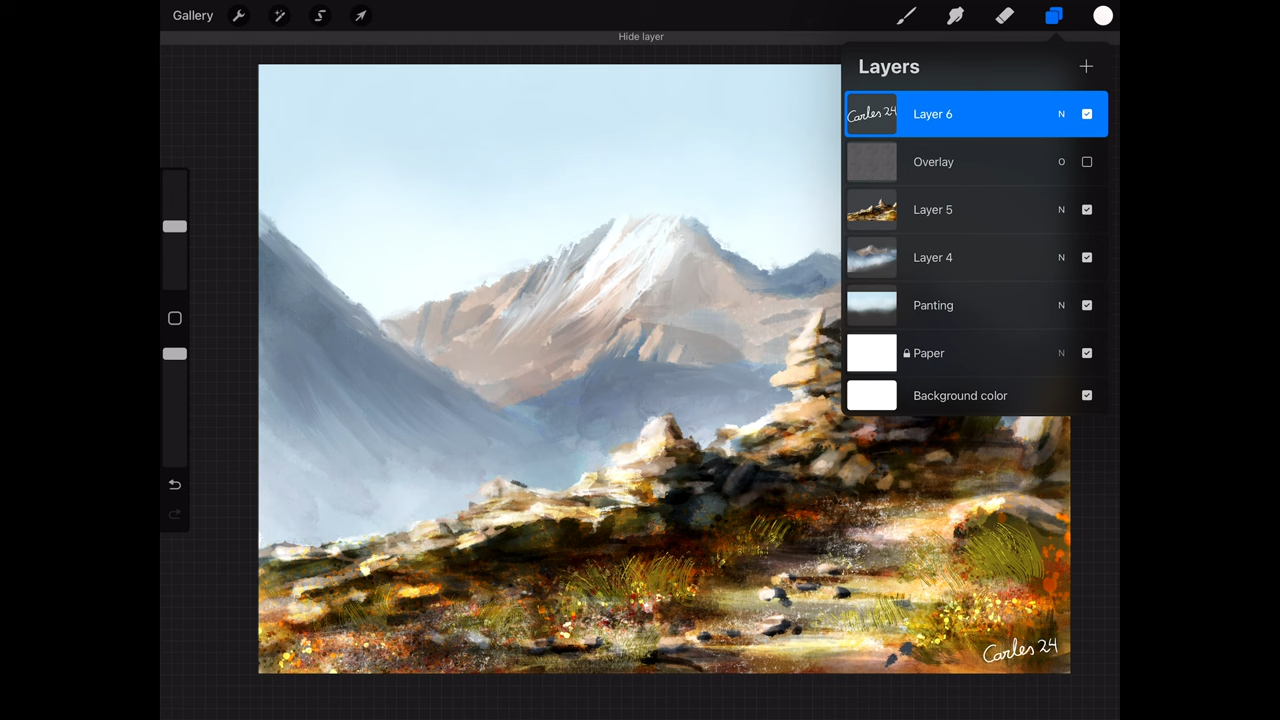 Gallery
Hide layer
Layers
Carles 24 Layer 6 N
Overlay O
Layer 5 N
Layer 4 N
Panting N
Paper N
Background color
Carles 24